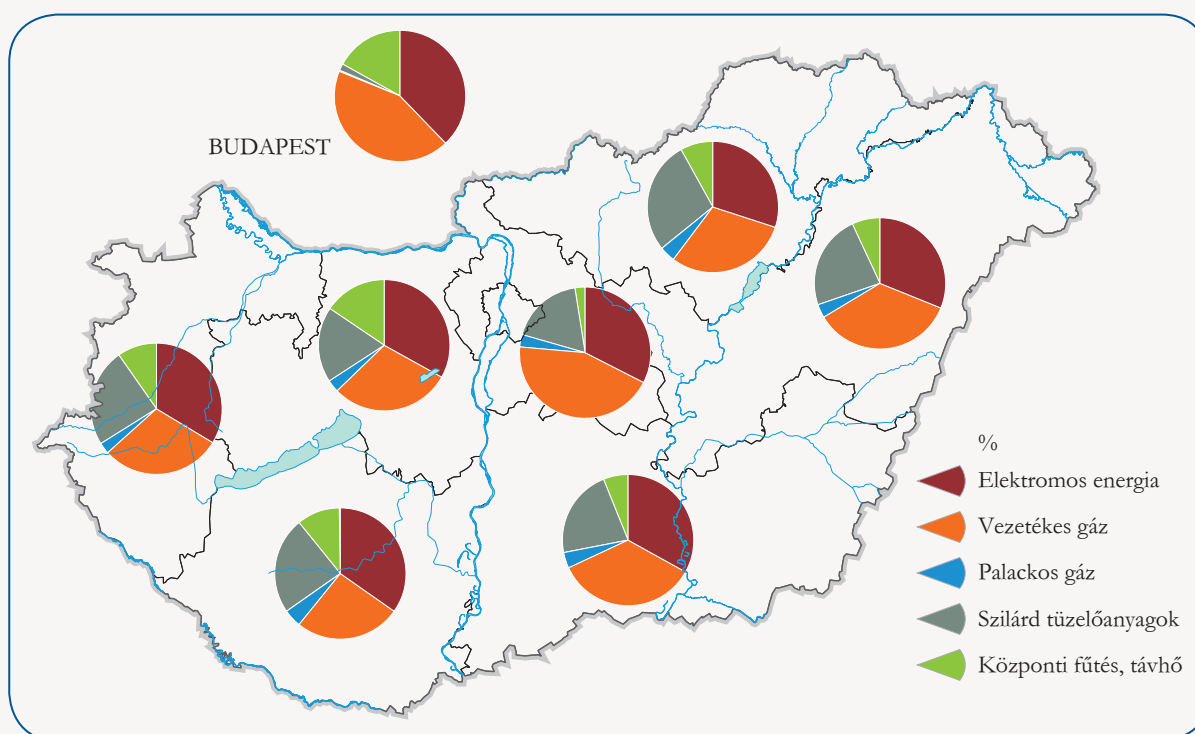 BUDAPEST
%
Elektromos energia
Vezetékes gáz
Palackos gáz
Szilárd tüzelőanyagok
Központi fűtés, távhő